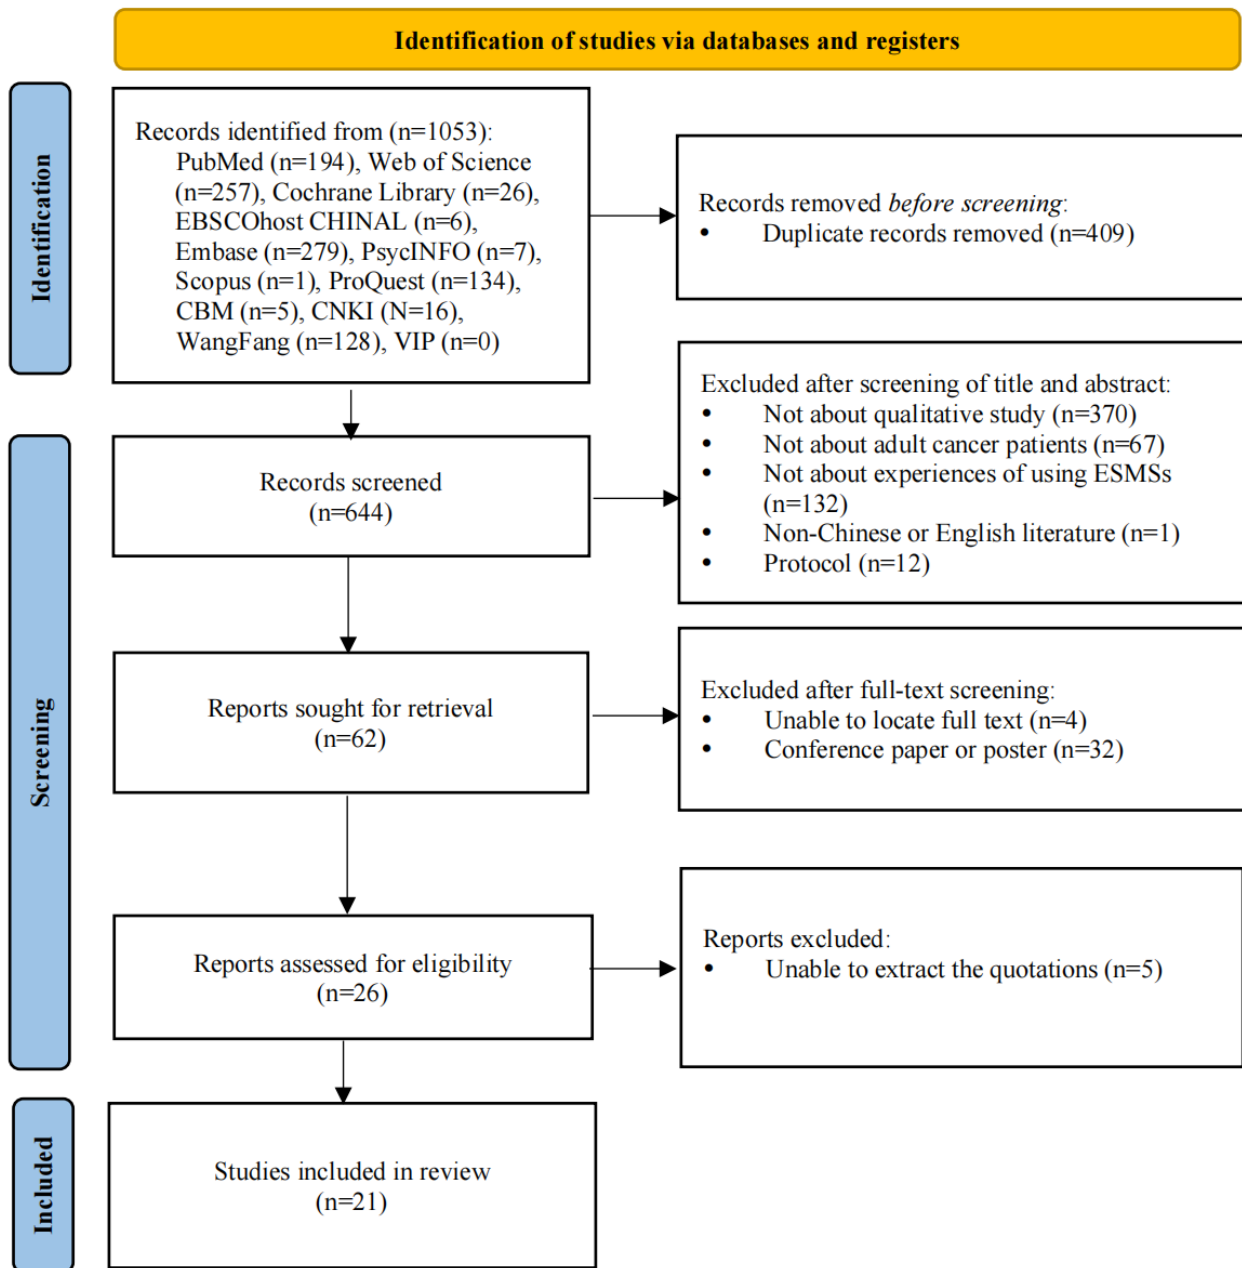 Identification of studies via databases and registers
Identification
Records identified from (n=1053):
PubMed (n=194), Web of Science
(n=257), Cochrane Library (n=26),
EBSCOhost CHINAL (n=6),
Embase (n=279), PsycINFO (n=7),
Scopus (n=1), ProQuest (n=134),
CBM (n=5), CNKI (N=16),
WangFang (n=128), VIP (n=0)
Records removed before screening:
• Duplicate records removed (n=409)
Screening
Records screened
(n=644)
Excluded after screening of title and abstract:
• Not about qualitative study (n=370)
• Not about adult cancer patients (n=67)
• Not about experiences of using ESMSs
(n=132)
• Non-Chinese or English literature (n=1)
• Protocol (n=12)
Reports sought for retrieval
(n=62)
Excluded after full-text screening:
• Unable to locate full text (n=4)
• Conference paper or poster (n=32)
Reports assessed for eligibility
(n=26)
Reports excluded:
• Unable to extract the quotations (n=5)
Included
Studies included in review
(n=21)